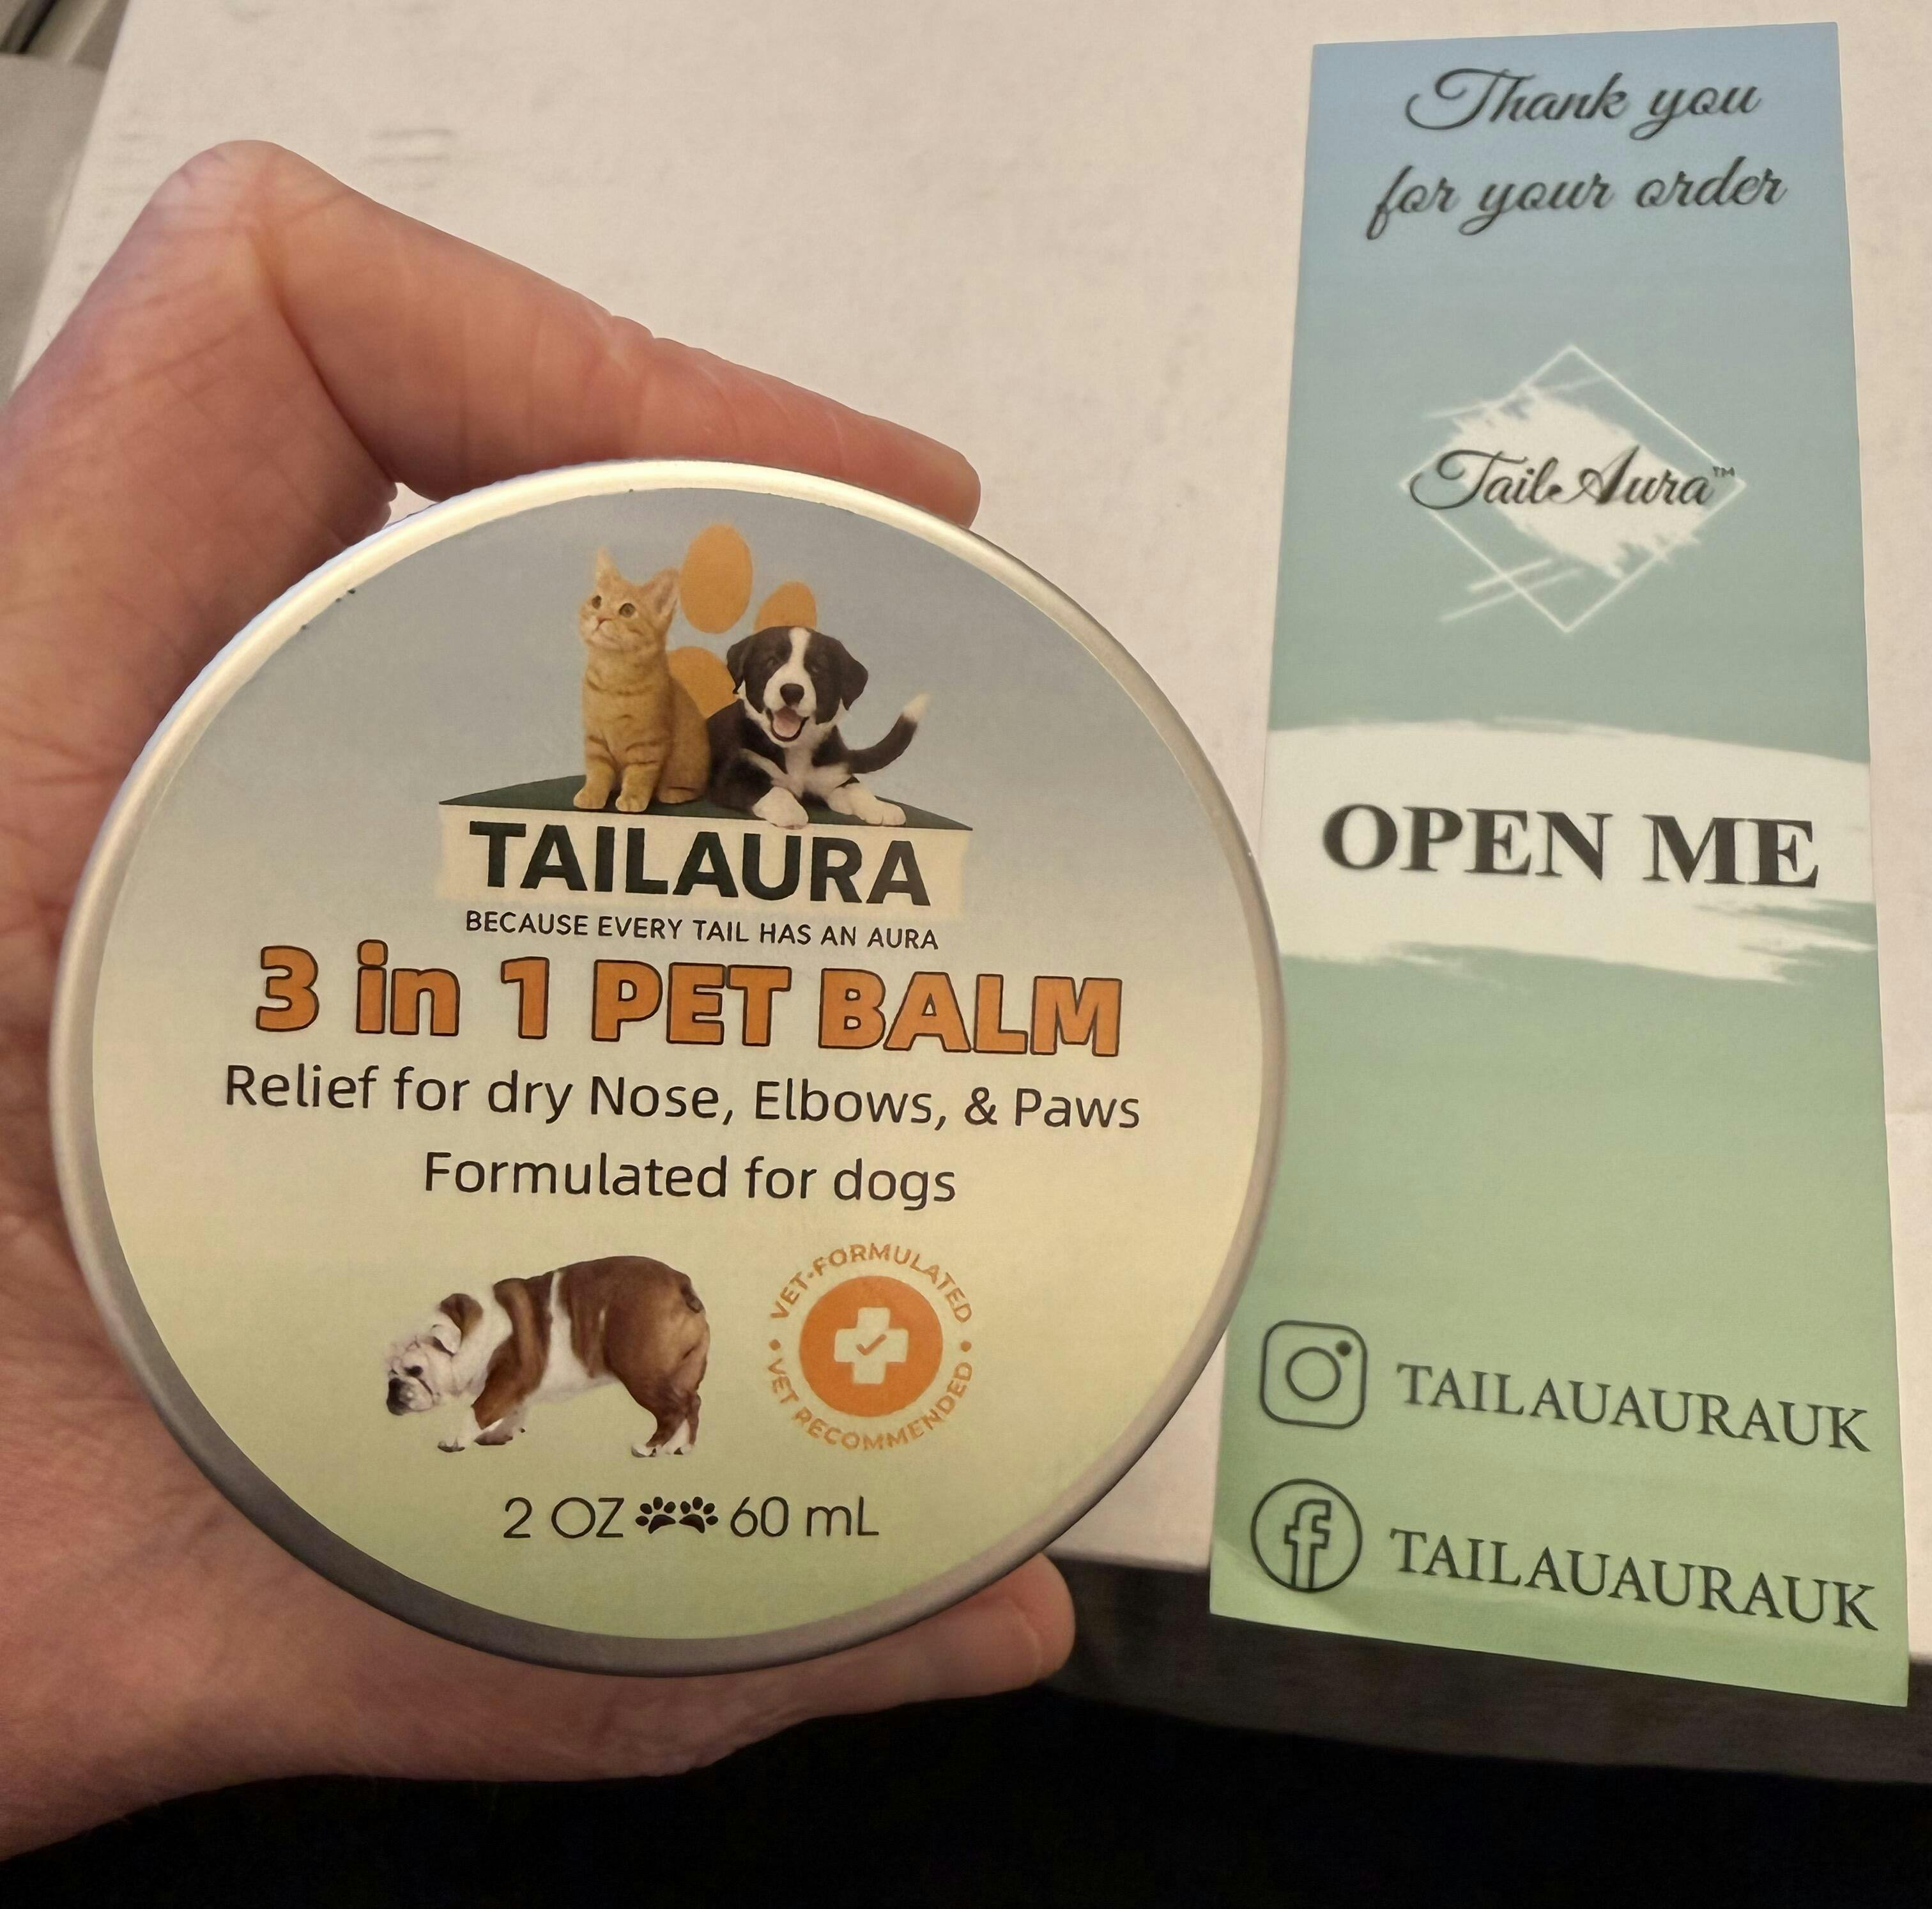 TAILAURA
BECAUSE EVERY TAIL HAS AN AURA
3 in 1 PET BALM
Relief for dry Nose, Elbows, & Paws
Formulated for dogs
VET-FORMULATED
VET RECOMMENDED
2 OZ 60 mL
Thank you
for your order
TailAura™
OPEN ME
TAILAUAURAUK
TAILAUAURAUK